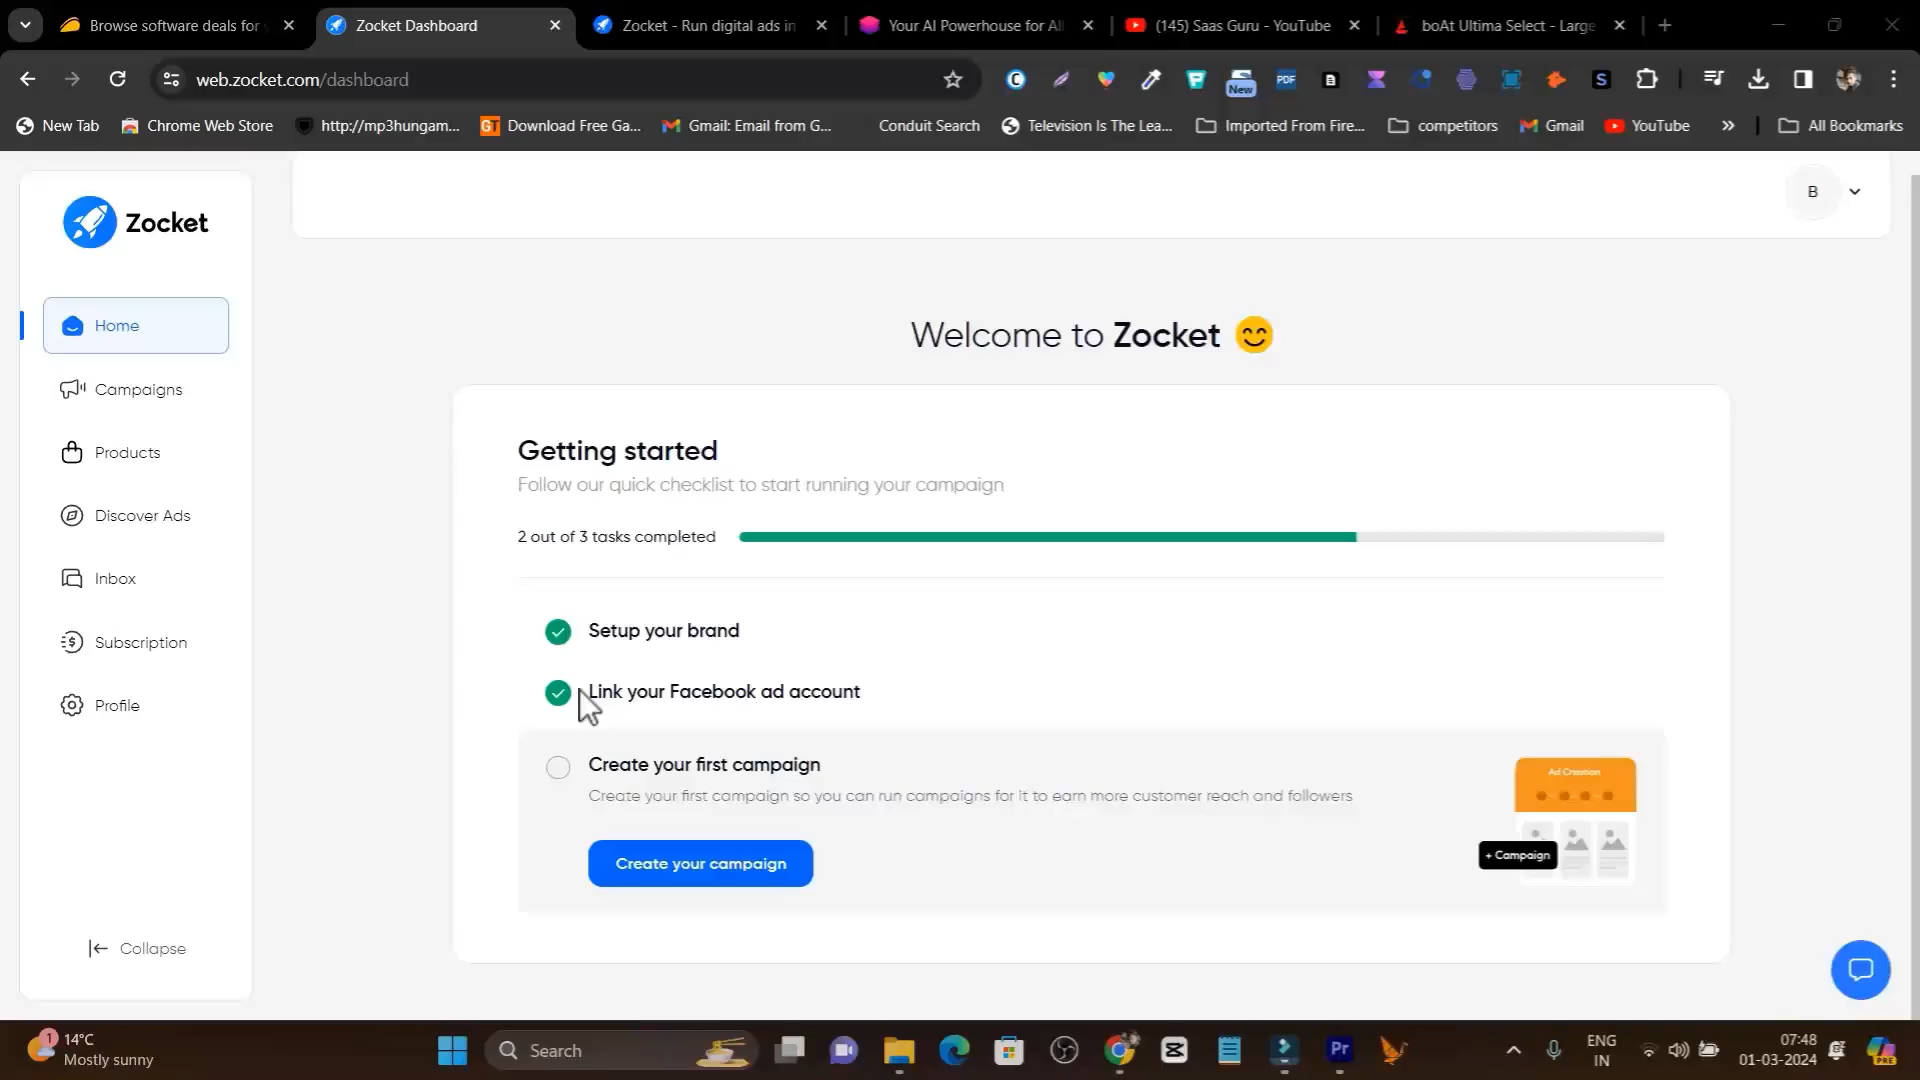 Browse software deals for
Zocket Dashboard
Zocket - Run digital ads in
Your AI Powerhouse for All
(145) Saas Guru - YouTube
boAt Ultima Select - Large
web.zocket.com/dashboard
New
PDF
New Tab
Chrome Web Store
http://mp3hungam...
Download Free Ga...
Gmail: Email from G...
Conduit Search
Television Is The Lea...
Imported From Fire...
competitors
Gmail
YouTube
»
All Bookmarks
Zocket
B
Home
Campaigns
Products
Discover Ads
Inbox
Subscription
Profile
Collapse
Welcome to Zocket 😊
Getting started
Follow our quick checklist to start running your campaign
2 out of 3 tasks completed
Setup your brand
Link your Facebook ad account
Create your first campaign
Create your first campaign so you can run campaigns for it to earn more customer reach and followers
Create your campaign
Ad Creation
+ Campaign
1
14°C
Mostly sunny
Search
Pr
ENG
IN
07:48
01-03-2024
PRE